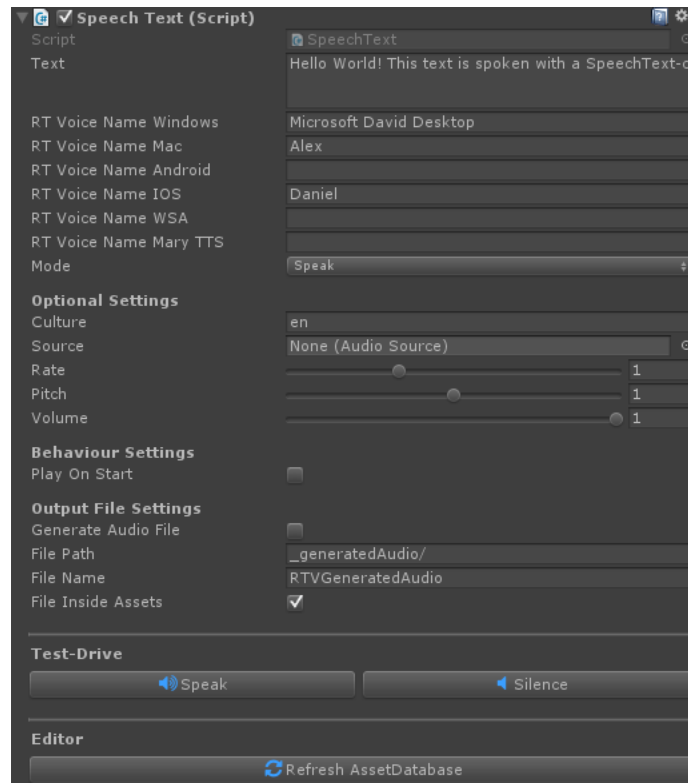 Speech Text (Script)
Script SpeechText
Text Hello World! This text is spoken with a SpeechText-c
RT Voice Name Windows Microsoft David Desktop
RT Voice Name Mac Alex
RT Voice Name Android
RT Voice Name IOS Daniel
RT Voice Name WSA
RT Voice Name Mary TTS
Mode Speak
Optional Settings
Culture en
Source None (Audio Source)
Rate 1
Pitch 1
Volume 1
Behaviour Settings
Play On Start
Output File Settings
Generate Audio File
File Path _generatedAudio/
File Name RTVGeneratedAudio
File Inside Assets
Test-Drive
Speak Silence
Editor
Refresh AssetDatabase